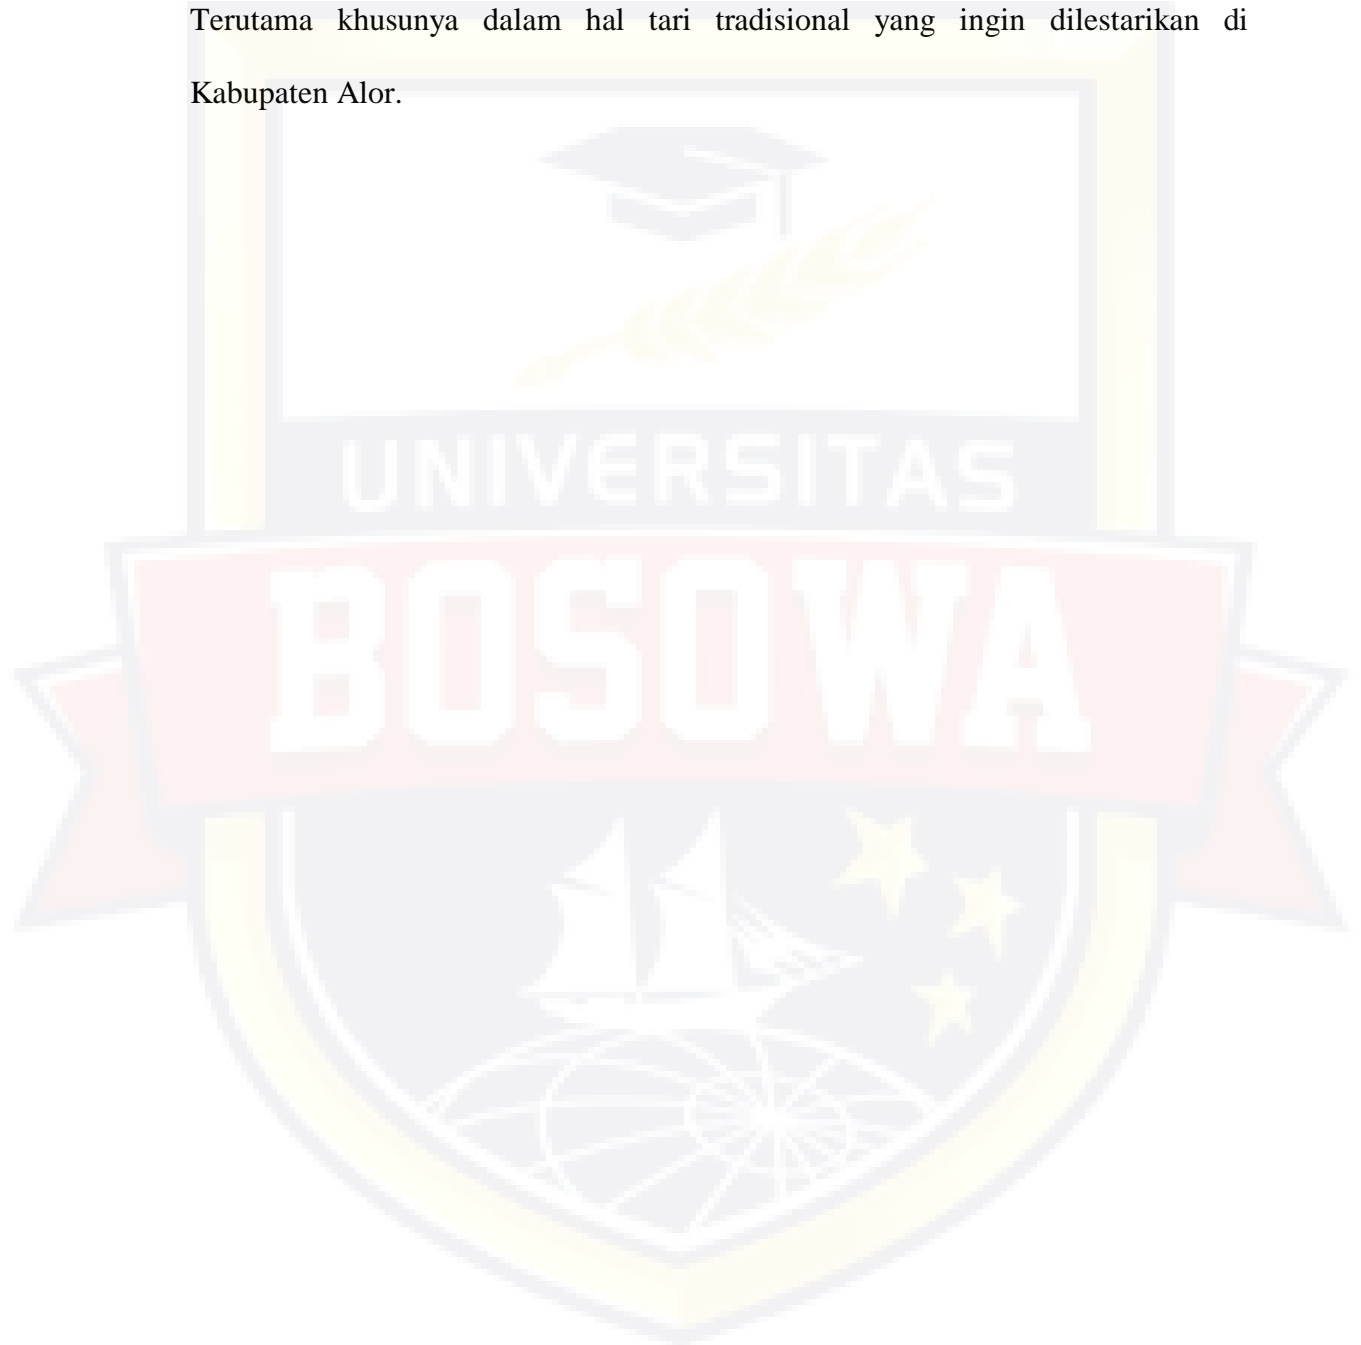 Terutama khusunya dalam hal tari tradisional yang ingin dilestarikan di
Kabupaten Alor.
UNIVERSITAS
BOSOWA